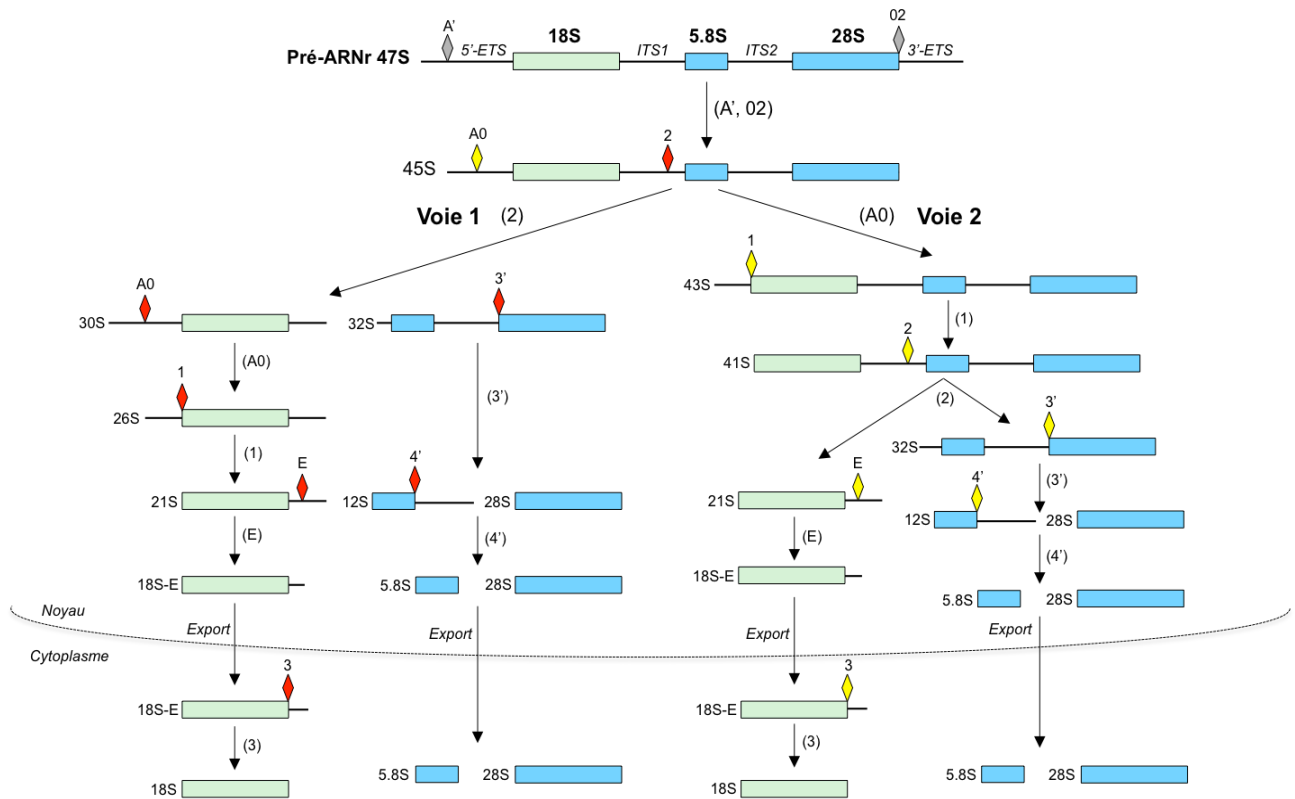 A' 02
5'-ETS 18S ITS1 5.8S ITS2 28S 3'-ETS
Pré-ARNr 47S
(A', 02)
A0 2
45S
Voie 1 (2) (A0) Voie 2
1
43S
A0 3'
30S 32S
(1)
2
41S
(A0)
(2)
1
(3')
26S
3'
32S
(1)
E 4'
21S 12S 28S
E
21S
(3')
4'
12S 28S
(E) (4')
(E)
(4')
18S-E 5.8S 28S
18S-E
5.8S 28S
Noyau
Export Export Export Export
Cytoplasme
3 3
18S-E 18S-E
(3) (3)
18S 5.8S 28S 18S 5.8S 28S